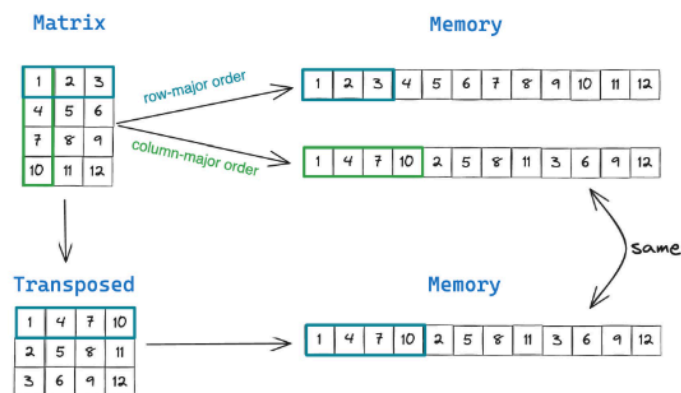 Matrix
Memory
1 2 3
4 5 6
7 8 9
10 11 12
row-major order
column-major order
1 2 3 4 5 6 7 8 9 10 11 12
1 4 7 10 2 5 8 11 3 6 9 12
same
Transposed
Memory
1 4 7 10
2 5 8 11
3 6 9 12
1 4 7 10 2 5 8 11 3 6 9 12